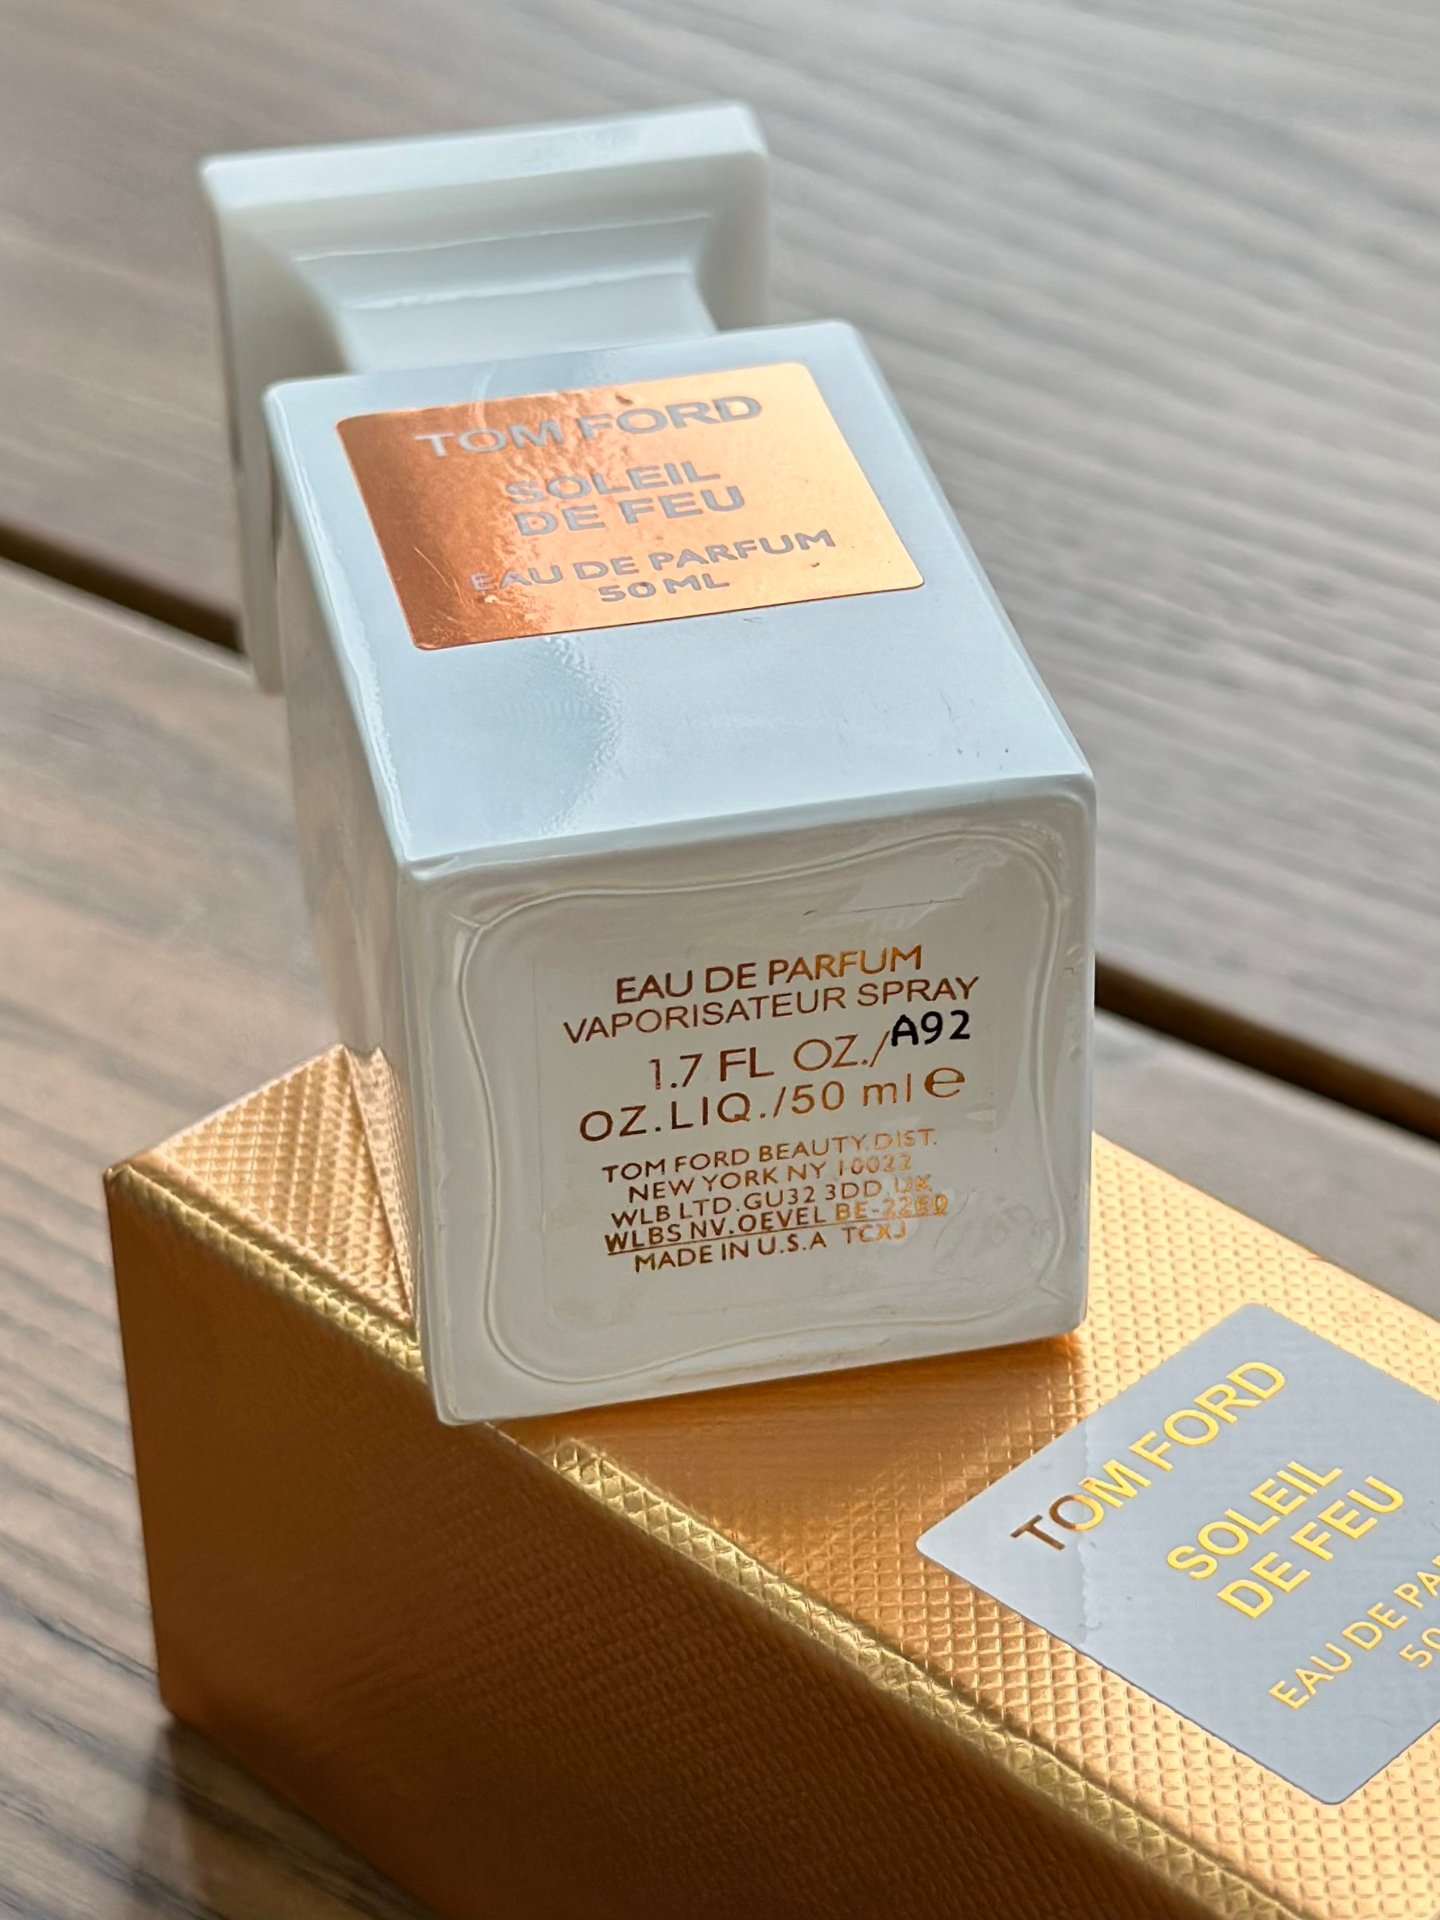 TOM FORD
SOLEIL
DE FEU
EAU DE PARFUM
50 ML
EAU DE PARFUM
VAPORISATEUR SPRAY
1.7 FL OZ./A92
OZ.LIQ./50 ml e
TOM FORD BEAUTY.DIST.
NEW YORK NY 10022
WLB LTD.GU32 3DD.UK
WLBS NV.OEVEL BE-2260
MADE IN U.S.A TCXJ
TOM FORD
SOLEIL
DE FEU
EAU DE